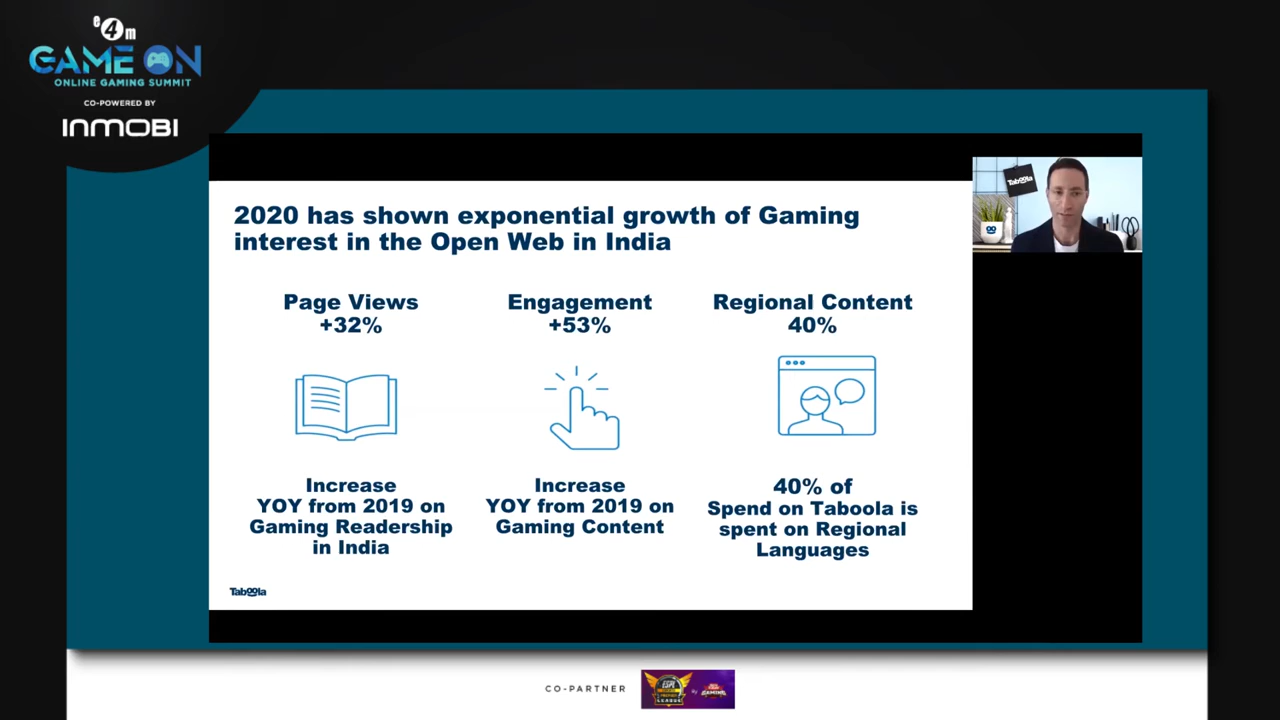 e4m
GAME ON
ONLINE GAMING SUMMIT
CO-POWERED BY
INMOBI
Taboola
2020 has shown exponential growth of Gaming
interest in the Open Web in India
Page Views
+32%
Engagement
+53%
Regional Content
40%
Increase
YOY from 2019 on
Gaming Readership
in India
Increase
YOY from 2019 on
Gaming Content
40% of
Spend on Taboola is
spent on Regional
Languages
Taboola
CO-PARTNER
ESPL
LEAGUE
GAMING